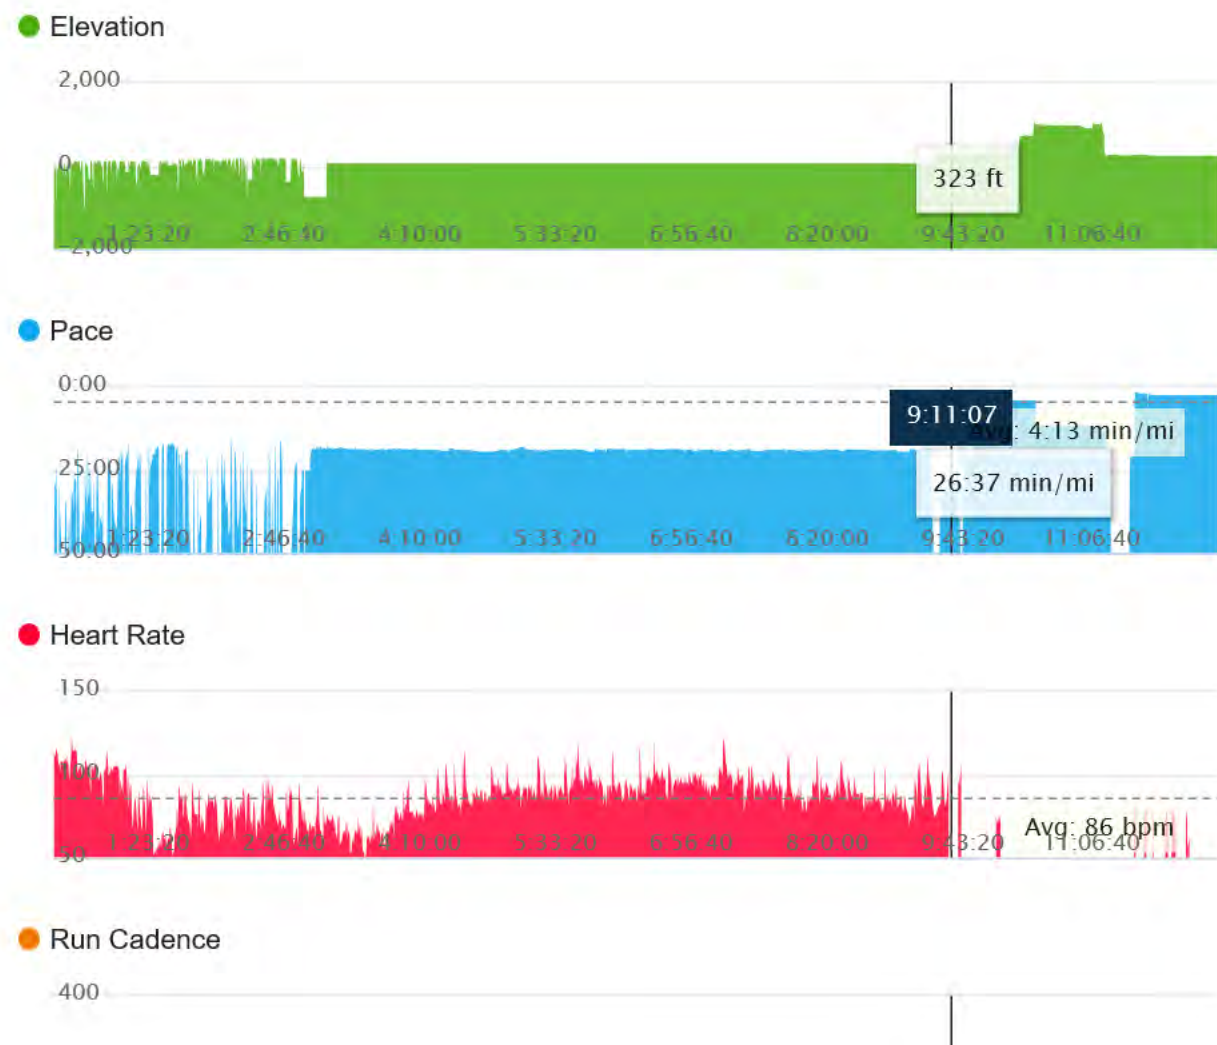 Elevation
2,000
0
323 ft
-2,000
1:23:20 2:46:40 4:10:00 5:33:20 6:56:40 8:20:00 9:43:20 11:06:40
Pace
0:00
9:11:07
Avg: 4:13 min/mi
25:00
26:37 min/mi
1:23:20 2:46:40 4:10:00 5:33:20 6:56:40 8:20:00 9:43:20 11:06:40
50:00
Heart Rate
150
100
Avg: 86 bpm
1:23:20 2:46:40 4:10:00 5:33:20 6:56:40 8:20:00 9:43:20 11:06:40
50
Run Cadence
400